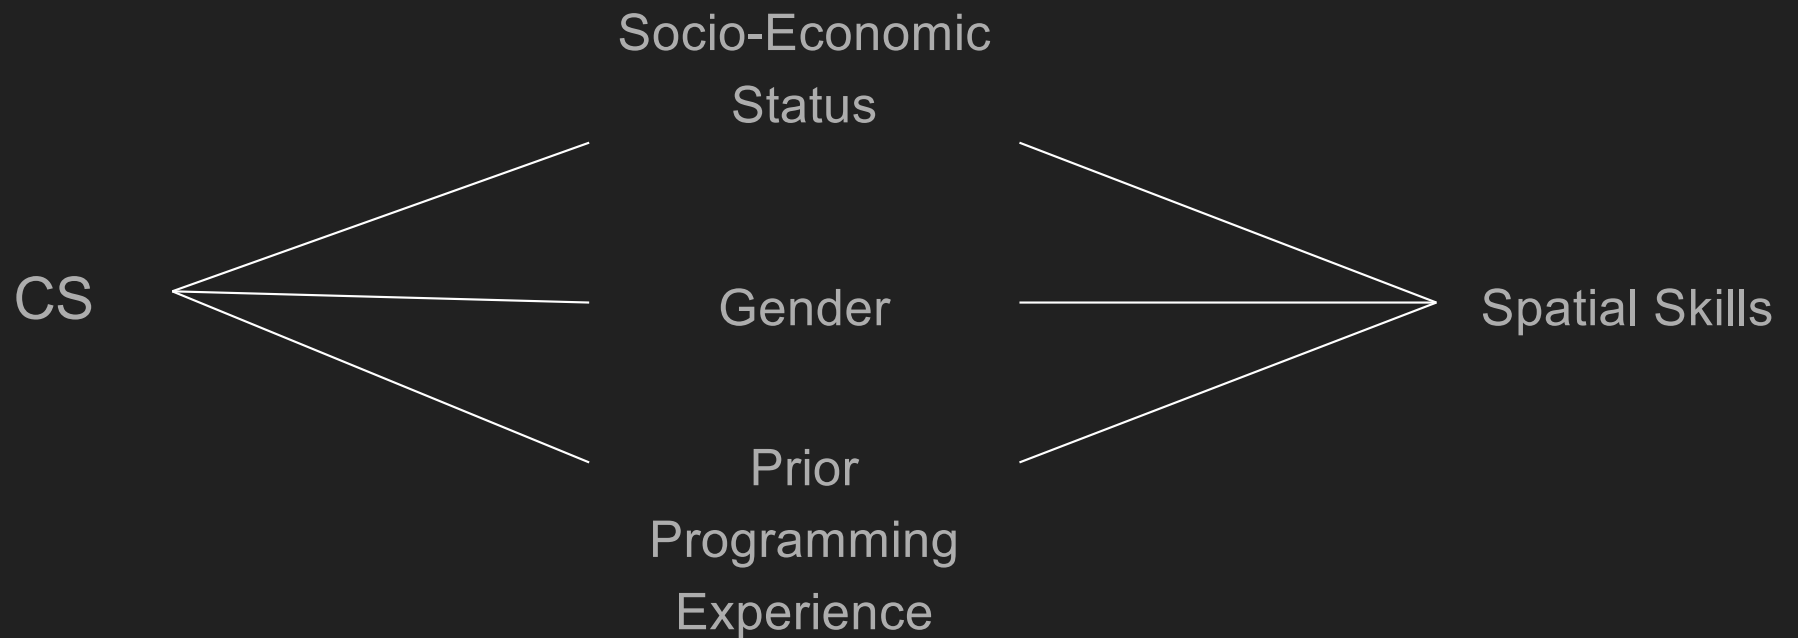 Socio-Economic
Status
CS
Gender
Spatial Skills
Prior
Programming
Experience